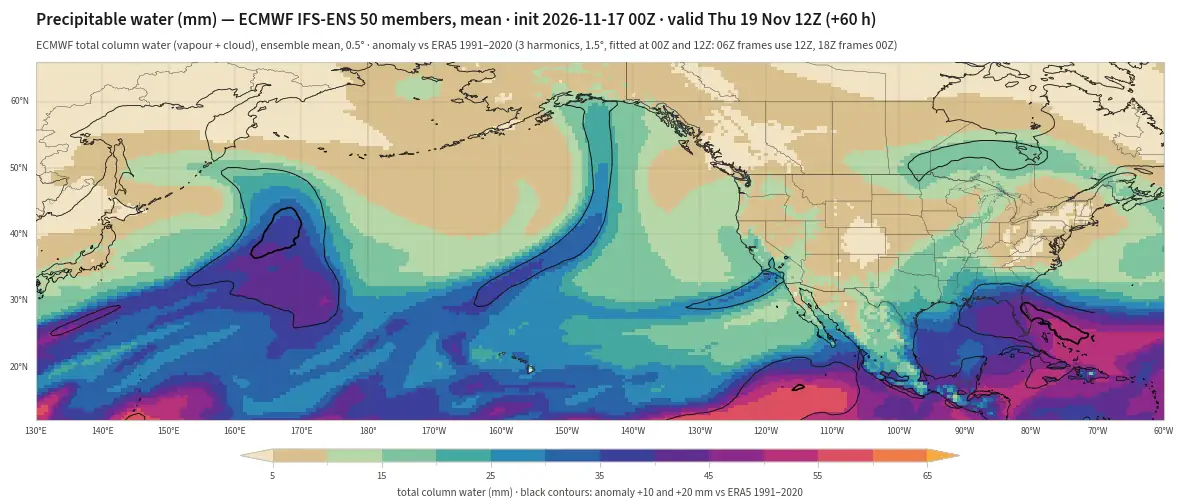 Precipitable water (mm) — ECMWF IFS-ENS 50 members, mean · init 2026-11-17 00Z · valid Thu 19 Nov 12Z (+60 h)
ECMWF total column water (vapour + cloud), ensemble mean, 0.5° · anomaly vs ERA5 1991–2020 (3 harmonics, 1.5°, fitted at 00Z and 12Z: 06Z frames use 12Z, 18Z frames 00Z)
60°N
50°N
40°N
30°N
20°N
130°E 140°E 150°E 160°E 170°E 180° 170°W 160°W 150°W 140°W 130°W 120°W 110°W 100°W 90°W 80°W 70°W 60°W
5 15 25 35 45 55 65
total column water (mm) · black contours: anomaly +10 and +20 mm vs ERA5 1991–2020